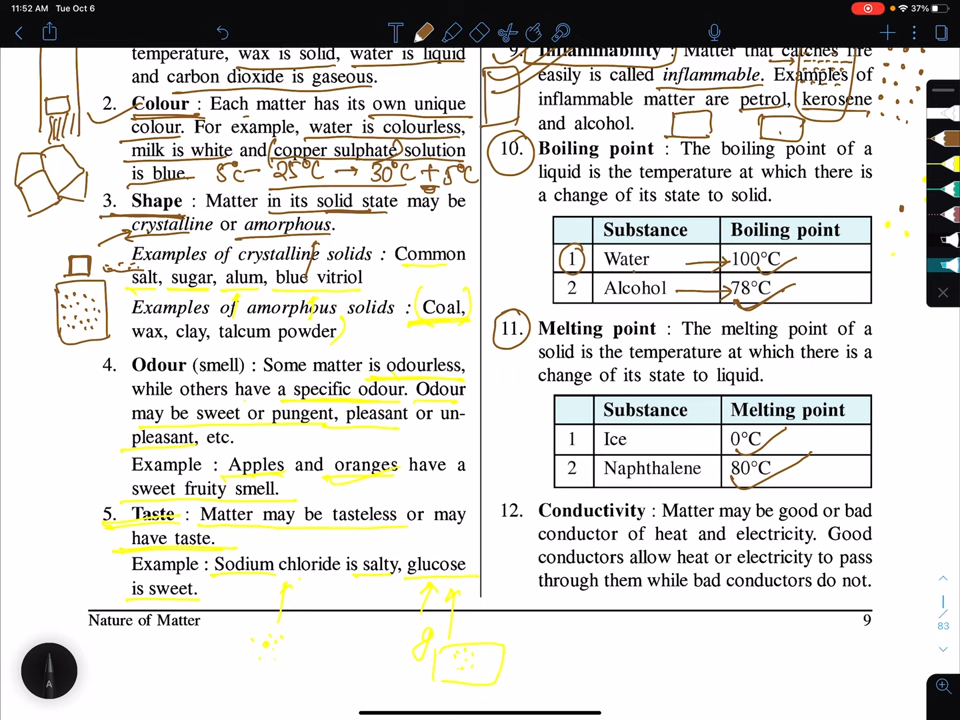 11:52 AM Tue Oct 6
37%
temperature, wax is solid, water is liquid
and carbon dioxide is gaseous.
2. Colour : Each matter has its own unique
colour. For example, water is colourless,
milk is white and copper sulphate solution
is blue. 8°C – 25°C → 30°C + 5°C
3. Shape : Matter in its solid state may be
crystalline or amorphous.
Examples of crystalline solids : Common
salt, sugar, alum, blue vitriol
Examples of amorphous solids : Coal,
wax, clay, talcum powder
4. Odour (smell) : Some matter is odourless,
while others have a specific odour. Odour
may be sweet or pungent, pleasant or un-
pleasant, etc.
Example : Apples and oranges have a
sweet fruity smell.
5. Taste : Matter may be tasteless or may
have taste.
Example : Sodium chloride is salty, glucose
is sweet.
9. Inflammability : Matter that catches fire
easily is called inflammable. Examples of
inflammable matter are petrol, kerosene
and alcohol.
10. Boiling point : The boiling point of a
liquid is the temperature at which there is
a change of its state to solid.
Substance Boiling point
1 Water 100°C
2 Alcohol 78°C
11. Melting point : The melting point of a
solid is the temperature at which there is a
change of its state to liquid.
Substance Melting point
1 Ice 0°C
2 Naphthalene 80°C
12. Conductivity : Matter may be good or bad
conductor of heat and electricity. Good
conductors allow heat or electricity to pass
through them while bad conductors do not.
Nature of Matter 9
1
/
83
A